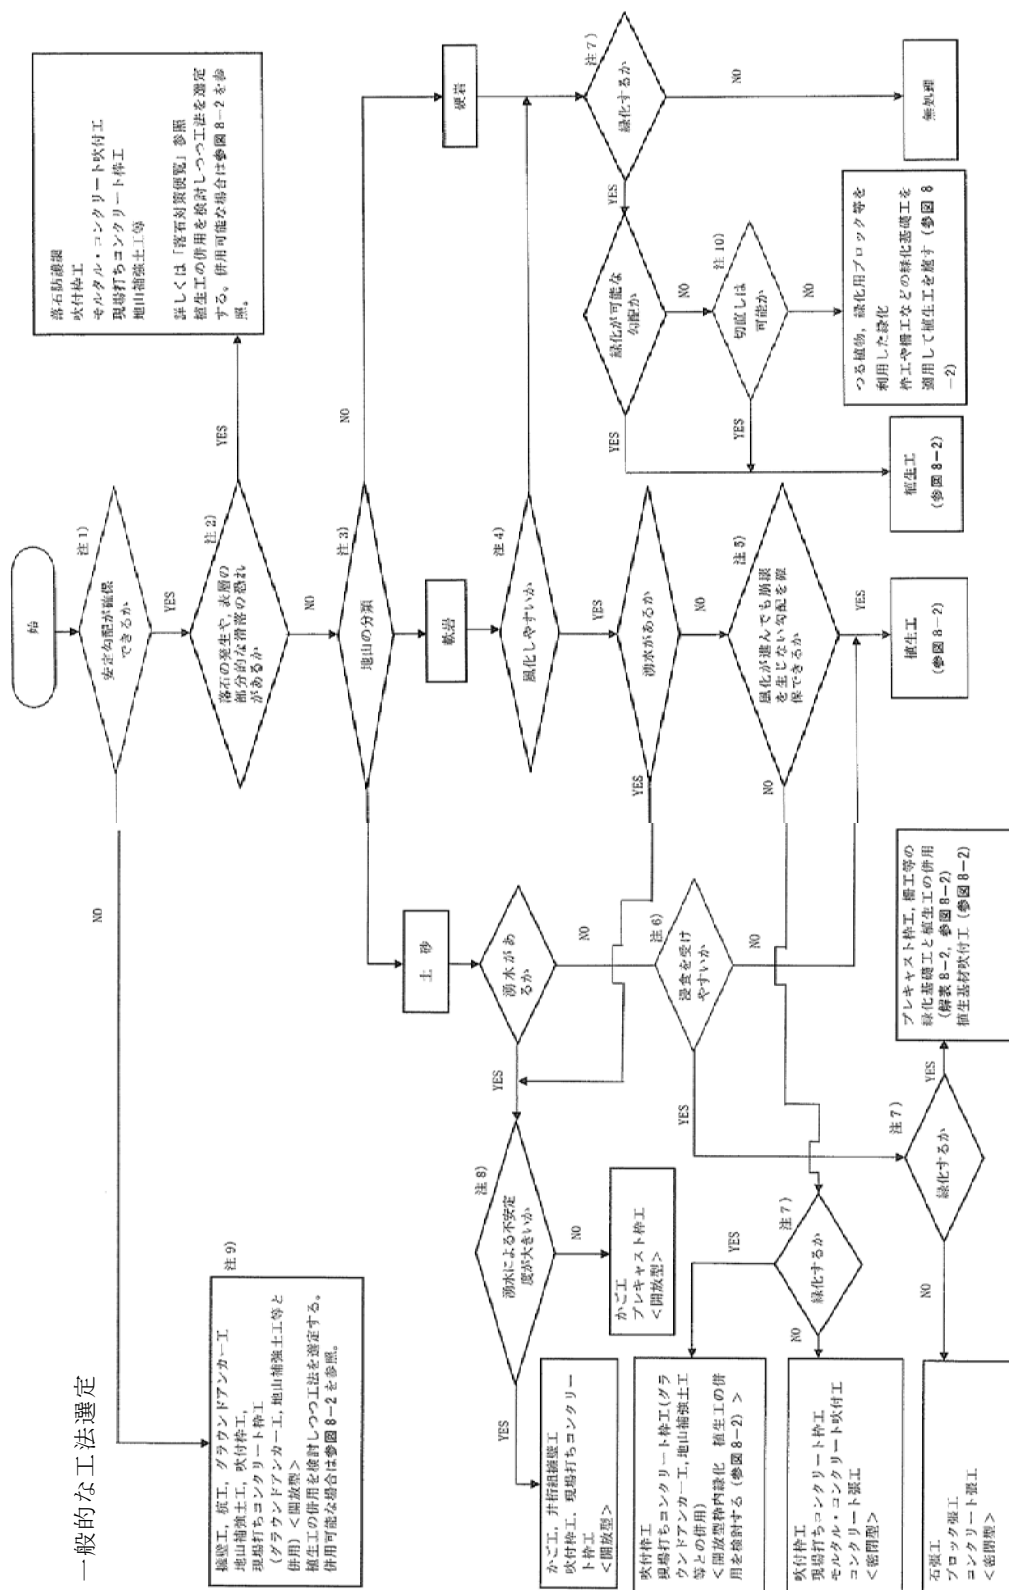 一般的な工法選定
始
安定勾配が確保
できるか
注1)
NO
YES
擁壁工, 杭工, グラウンドアンカー工
地山補強土工, 吹付枠工,
現場打ちコンクリート枠工
(グラウンドアンカー工, 地山補強土工等と
併用) <開放型>
植生工の併用を検討しつつ工法を選定する。
併用可能な場合は参図8-2を参照。
注9)
落石の発生や, 表層の
部分的な滑落の恐れ
があるか
注2)
YES
NO
落石防護網
吹付枠工
モルタル・コンクリート吹付工
現場打ちコンクリート枠工
地山補強土工等
詳しくは「落石対策便覧」参照
植生工の併用を検討しつつ工法を選定
する。併用可能な場合は参図8-2を参
照。
地山の分類
注3)
NO
土 砂
軟岩
硬岩
湧水があ
るか
YES
NO
風化しやすいか
注4)
YES
湧水があるか
YES
NO
緑化するか
注7)
YES
NO
無処理
緑化が可能な
勾配か
YES
NO
切直しは
可能か
注10)
YES
NO
つる植物, 緑化用ブロック等を
利用した緑化
枠工や柵工などの緑化基礎工を
適用して植生工を施す (参図8
-2)
植生工
(参図8-2)
風化が進んでも崩壊
を生じない勾配を確
保できるか
注5)
NO
YES
植生工
(参図8-2)
浸食を受け
やすいか
注6)
YES
NO
湧水による不安定
度が大きいか
注8)
YES
NO
かご工
プレキャスト枠工
<開放型>
かご工, 井桁組擁壁工
吹付枠工, 現場打ちコンクリー
ト枠工
<開放型>
緑化するか
注7)
YES
NO
吹付枠工
現場打ちコンクリート枠工(グラ
ウンドアンカー工, 地山補強土工
等との併用)
<開放型枠内緑化 植生工の併
用を検討する (参図8-2) >
吹付枠工
現場打ちコンクリート枠工
モルタル・コンクリート吹付工
コンクリート張工
<密閉型>
緑化するか
注7)
YES
NO
プレキャスト枠工, 柵工等の
緑化基礎工と植生工の併用
(解表8-2, 参図8-2)
植生基材吹付工 (参図8-2)
石張工
ブロック張工
コンクリート張工
<密閉型>